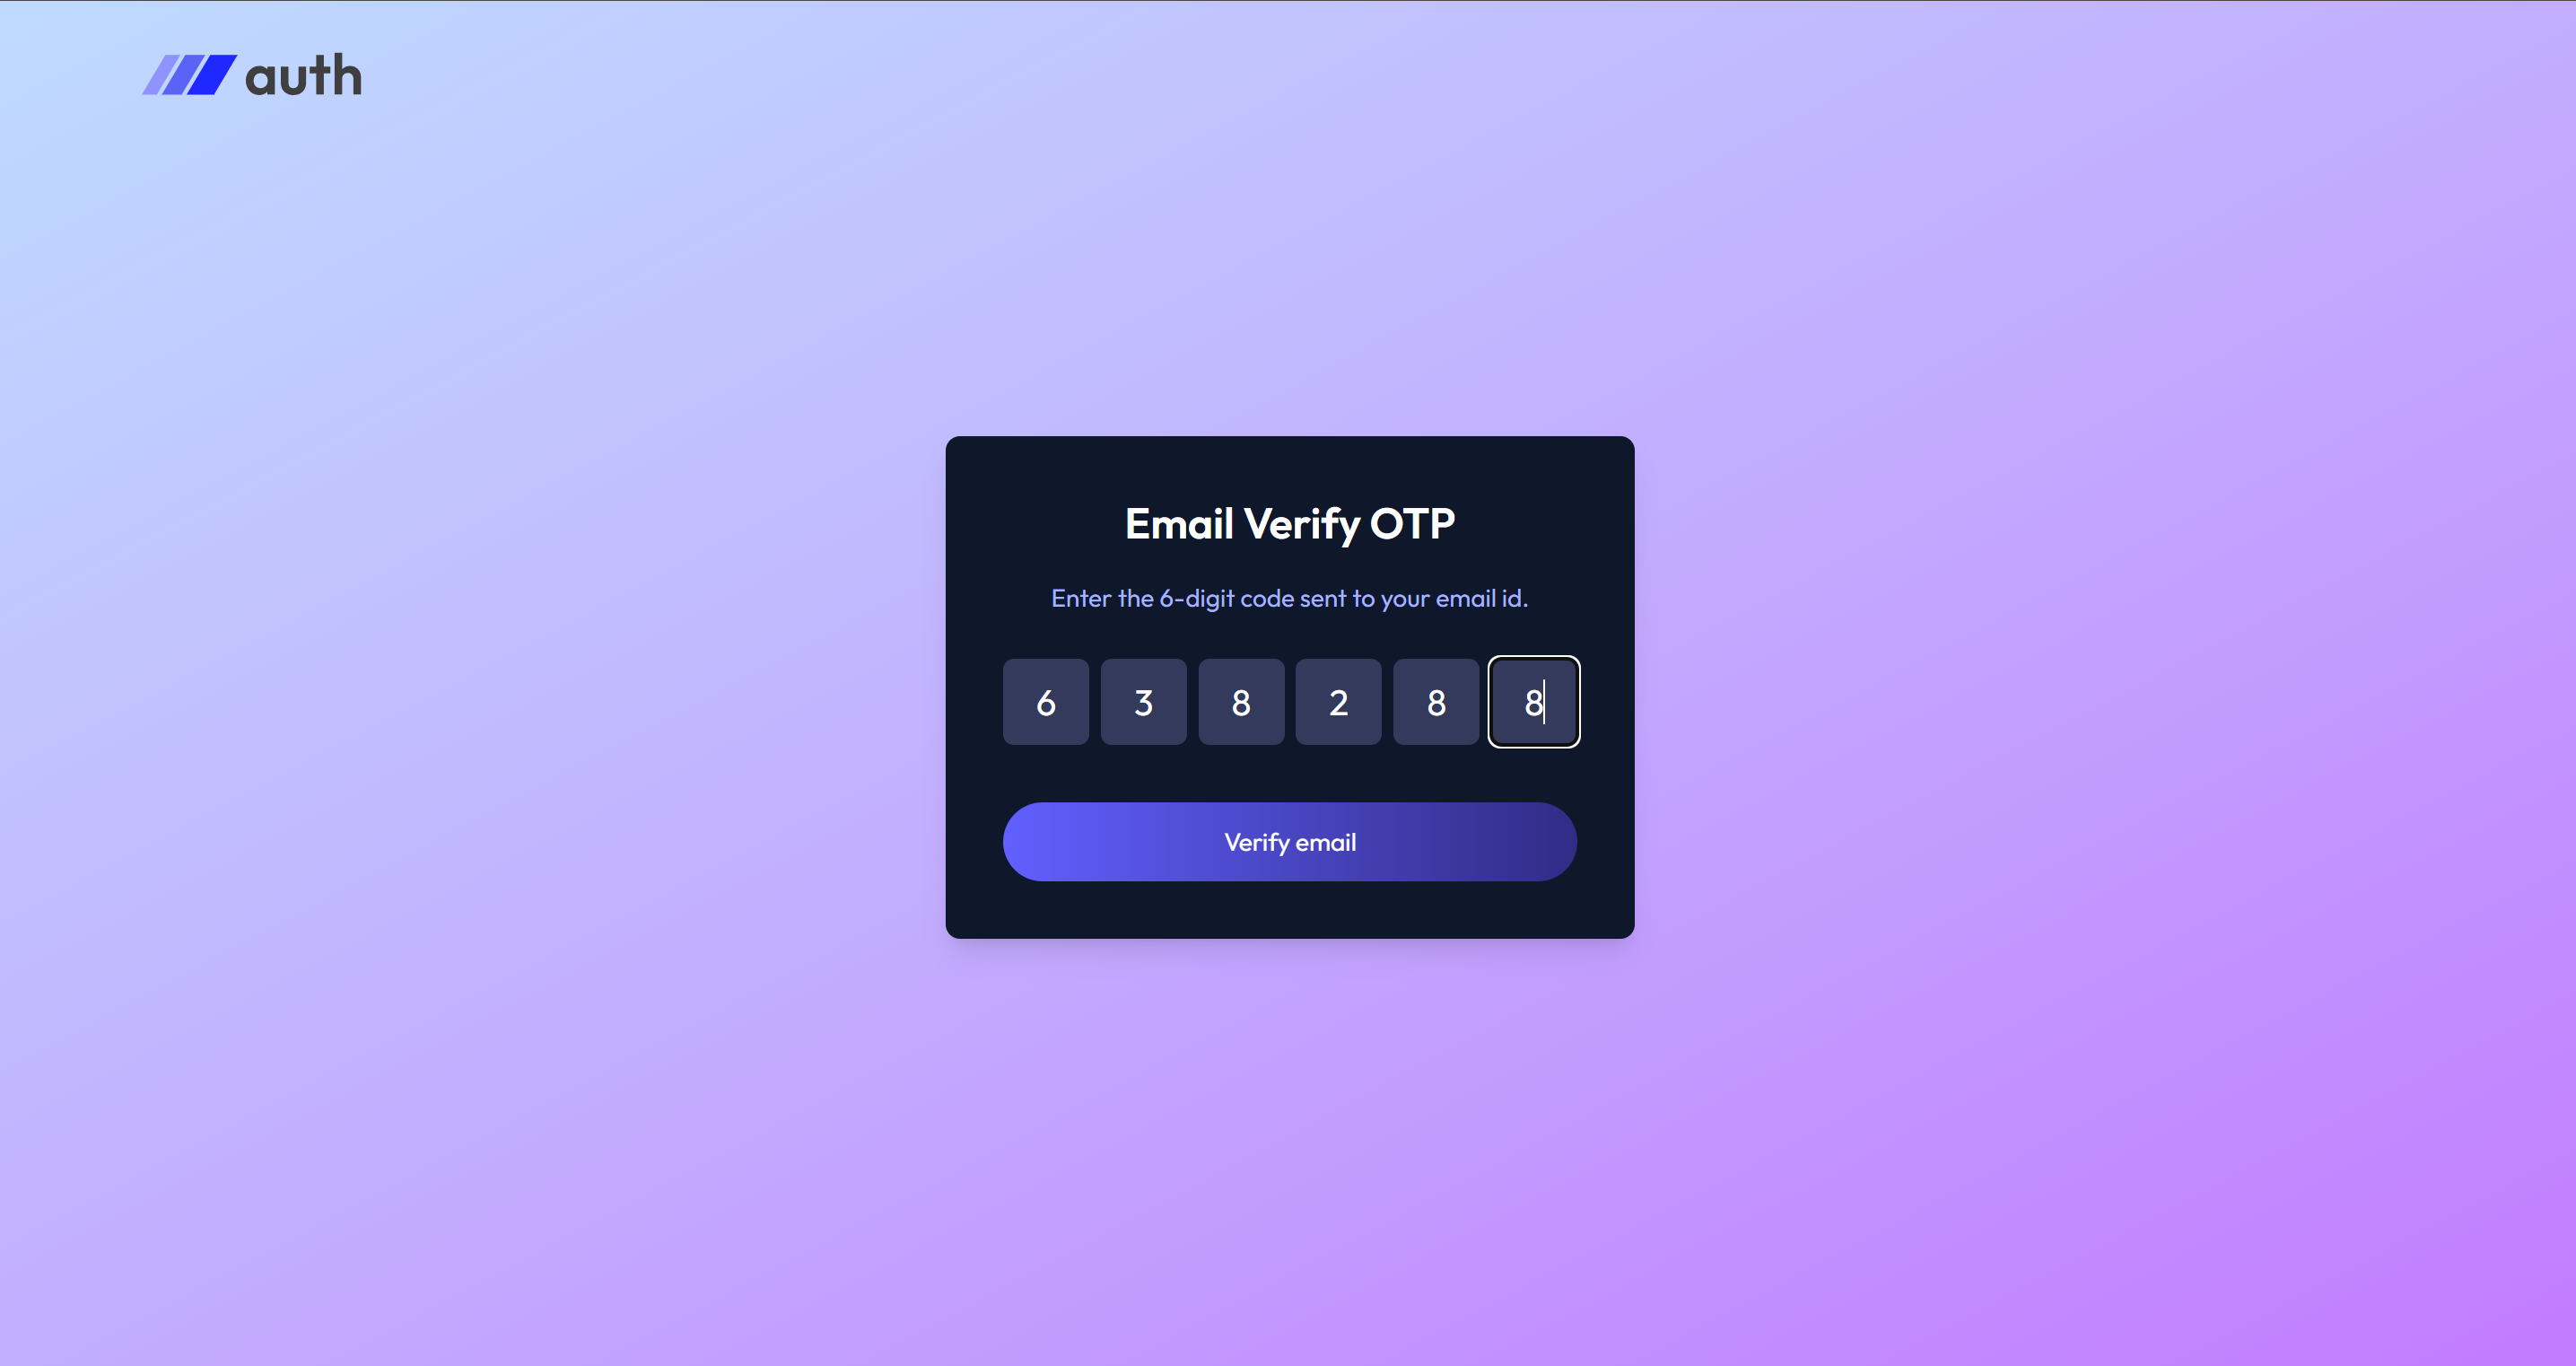 auth
Email Verify OTP
Enter the 6-digit code sent to your email id.
6 3 8 2 8 8
Verify email